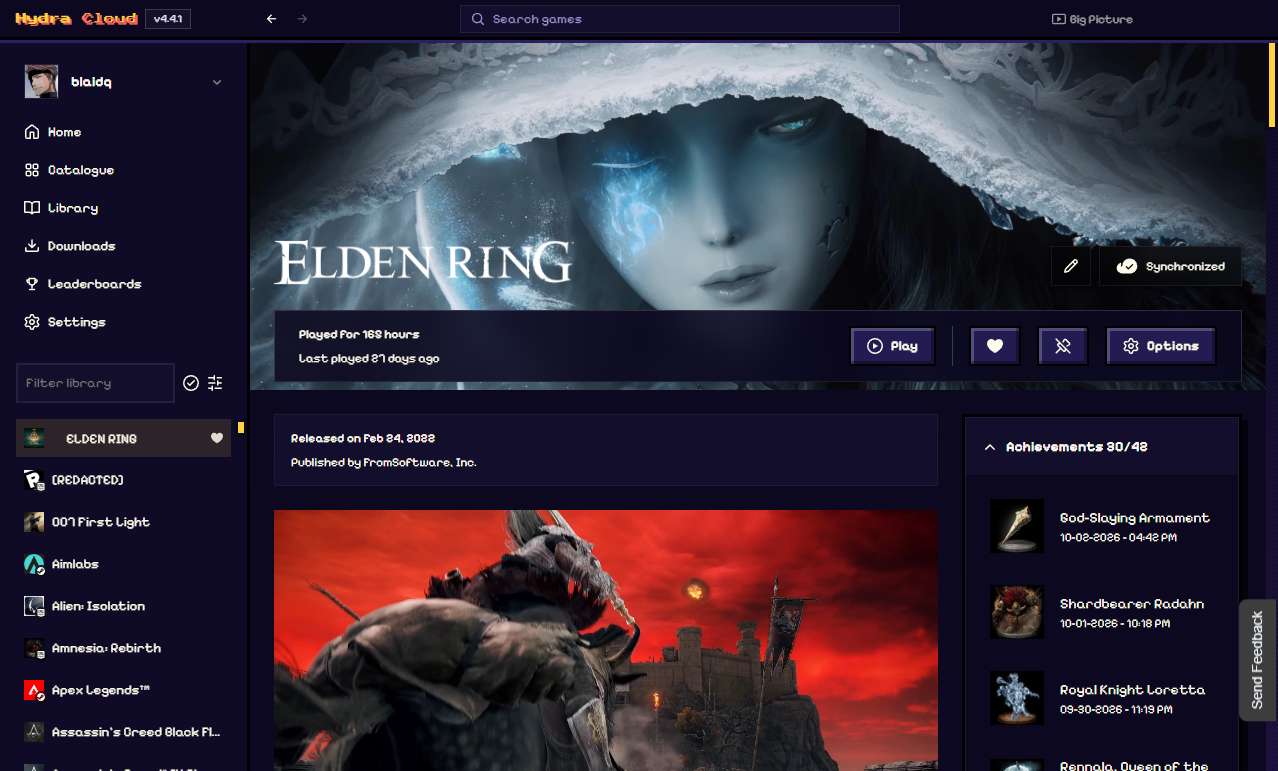 Hydra Cloud
v4.4.1
Search games
Big Picture
blaidq
Home
Catalogue
Library
Downloads
Leaderboards
Settings
Filter library
ELDEN RING
[REDACTED]
007 First Light
Aimlabs
Alien: Isolation
Amnesia: Rebirth
Apex Legends™
Assassin's Creed Black Fl...
ELDEN RING
Synchronized
Played for 168 hours
Last played 27 days ago
Play
Options
Released on Feb 24, 2022
Published by FromSoftware, Inc.
Achievements 30/42
God-Slaying Armament
10-02-2026 - 04:42 PM
Shardbearer Radahn
10-01-2026 - 10:18 PM
Royal Knight Loretta
09-30-2026 - 11:19 PM
Rennala, Queen of the
Send Feedback